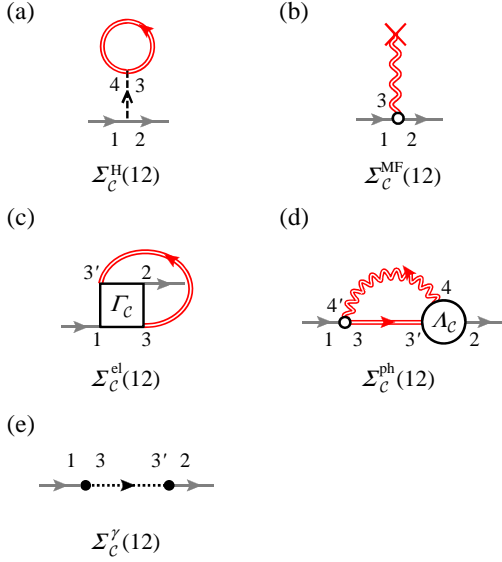 (a) (b)
4 3
3
1 2 1 2
Σ_C^H(12) Σ_C^MF(12)
(c) (d)
3′ 2 4
Γ_C 4′ Λ_C
1 3 1 3 3′ 2
Σ_C^el(12) Σ_C^ph(12)
(e)
1 3 3′ 2
Σ_C^γ(12)